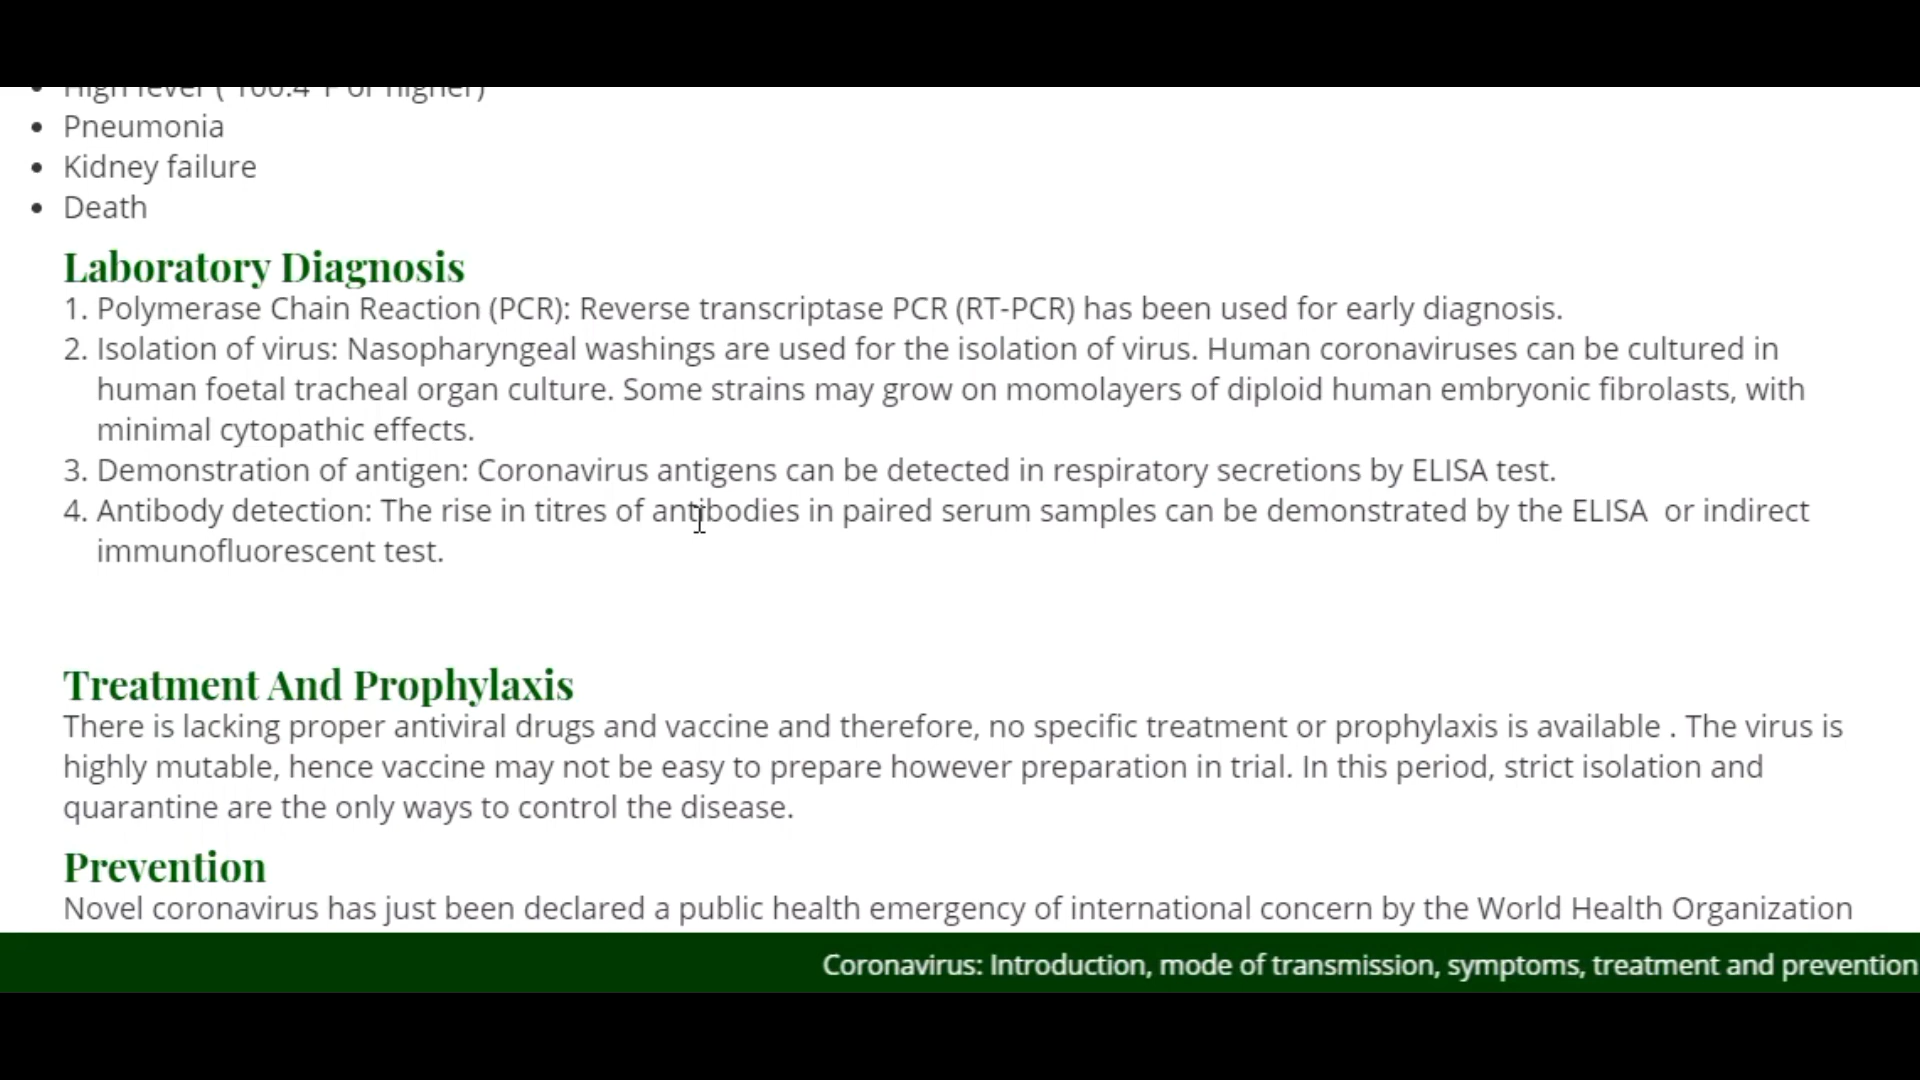 • High fever ( 100.4°F or higher)
• Pneumonia
• Kidney failure
• Death
Laboratory Diagnosis
1. Polymerase Chain Reaction (PCR): Reverse transcriptase PCR (RT-PCR) has been used for early diagnosis.
2. Isolation of virus: Nasopharyngeal washings are used for the isolation of virus. Human coronaviruses can be cultured in
human foetal tracheal organ culture. Some strains may grow on momolayers of diploid human embryonic fibrolasts, with
minimal cytopathic effects.
3. Demonstration of antigen: Coronavirus antigens can be detected in respiratory secretions by ELISA test.
4. Antibody detection: The rise in titres of antibodies in paired serum samples can be demonstrated by the ELISA  or indirect
immunofluorescent test.
Treatment And Prophylaxis
There is lacking proper antiviral drugs and vaccine and therefore, no specific treatment or prophylaxis is available . The virus is
highly mutable, hence vaccine may not be easy to prepare however preparation in trial. In this period, strict isolation and
quarantine are the only ways to control the disease.
Prevention
Novel coronavirus has just been declared a public health emergency of international concern by the World Health Organization
Coronavirus: Introduction, mode of transmission, symptoms, treatment and prevention